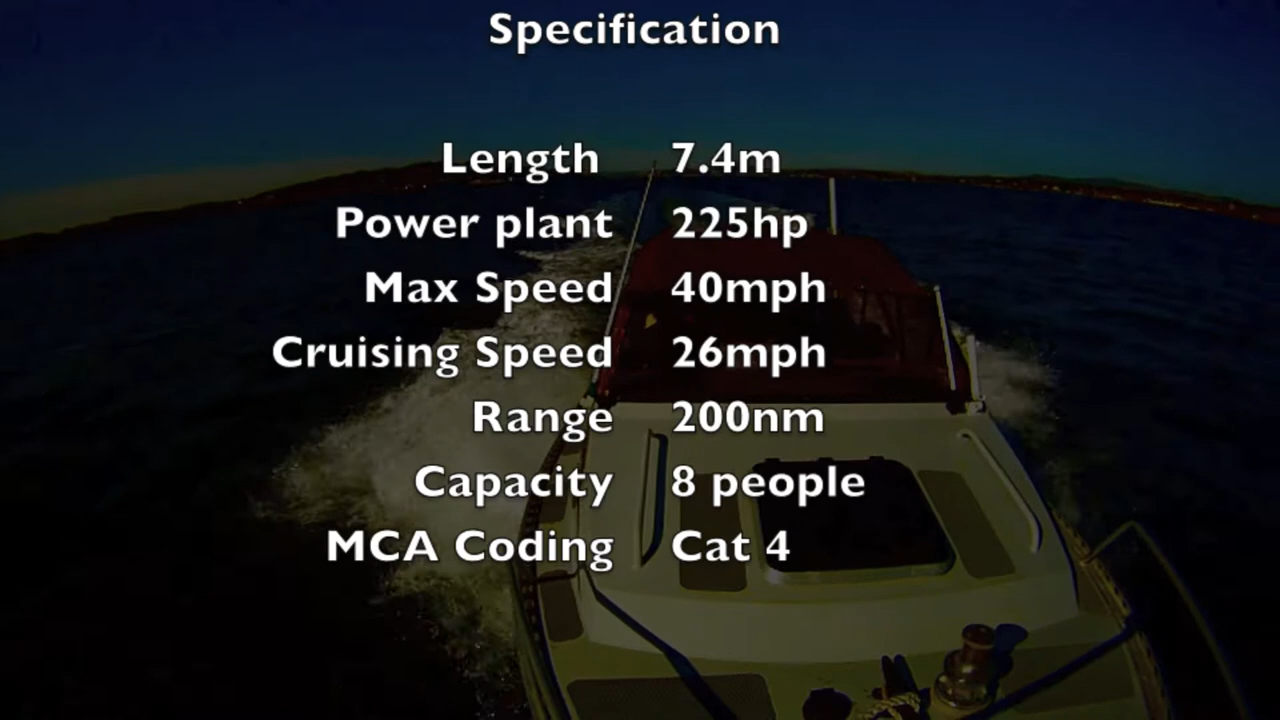 Specification
Length 7.4m
Power plant 225hp
Max Speed 40mph
Cruising Speed 26mph
Range 200nm
Capacity 8 people
MCA Coding Cat 4